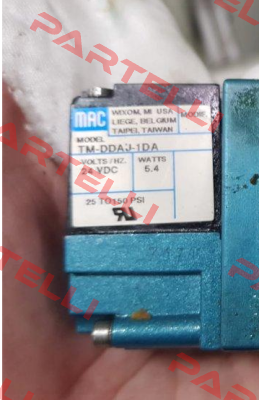 MAC
WIXOM, MI USA
LIEGE, BELGIUM
TAIPEI, TAIWAN
MODEL
TM-DDAJ-1DA
VOLTS/HZ. WATTS
24 VDC 5.4
25 TO 150 PSI
PARTELLI
PARTELLI
PARTELLI
PARTELLI